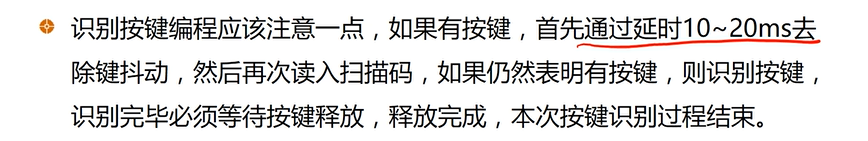 识别按键编程应该注意一点，如果有按键，首先通过延时10~20ms去
除键抖动，然后再次读入扫描码，如果仍然表明有按键，则识别按键，
识别完毕必须等待按键释放，释放完成，本次按键识别过程结束。